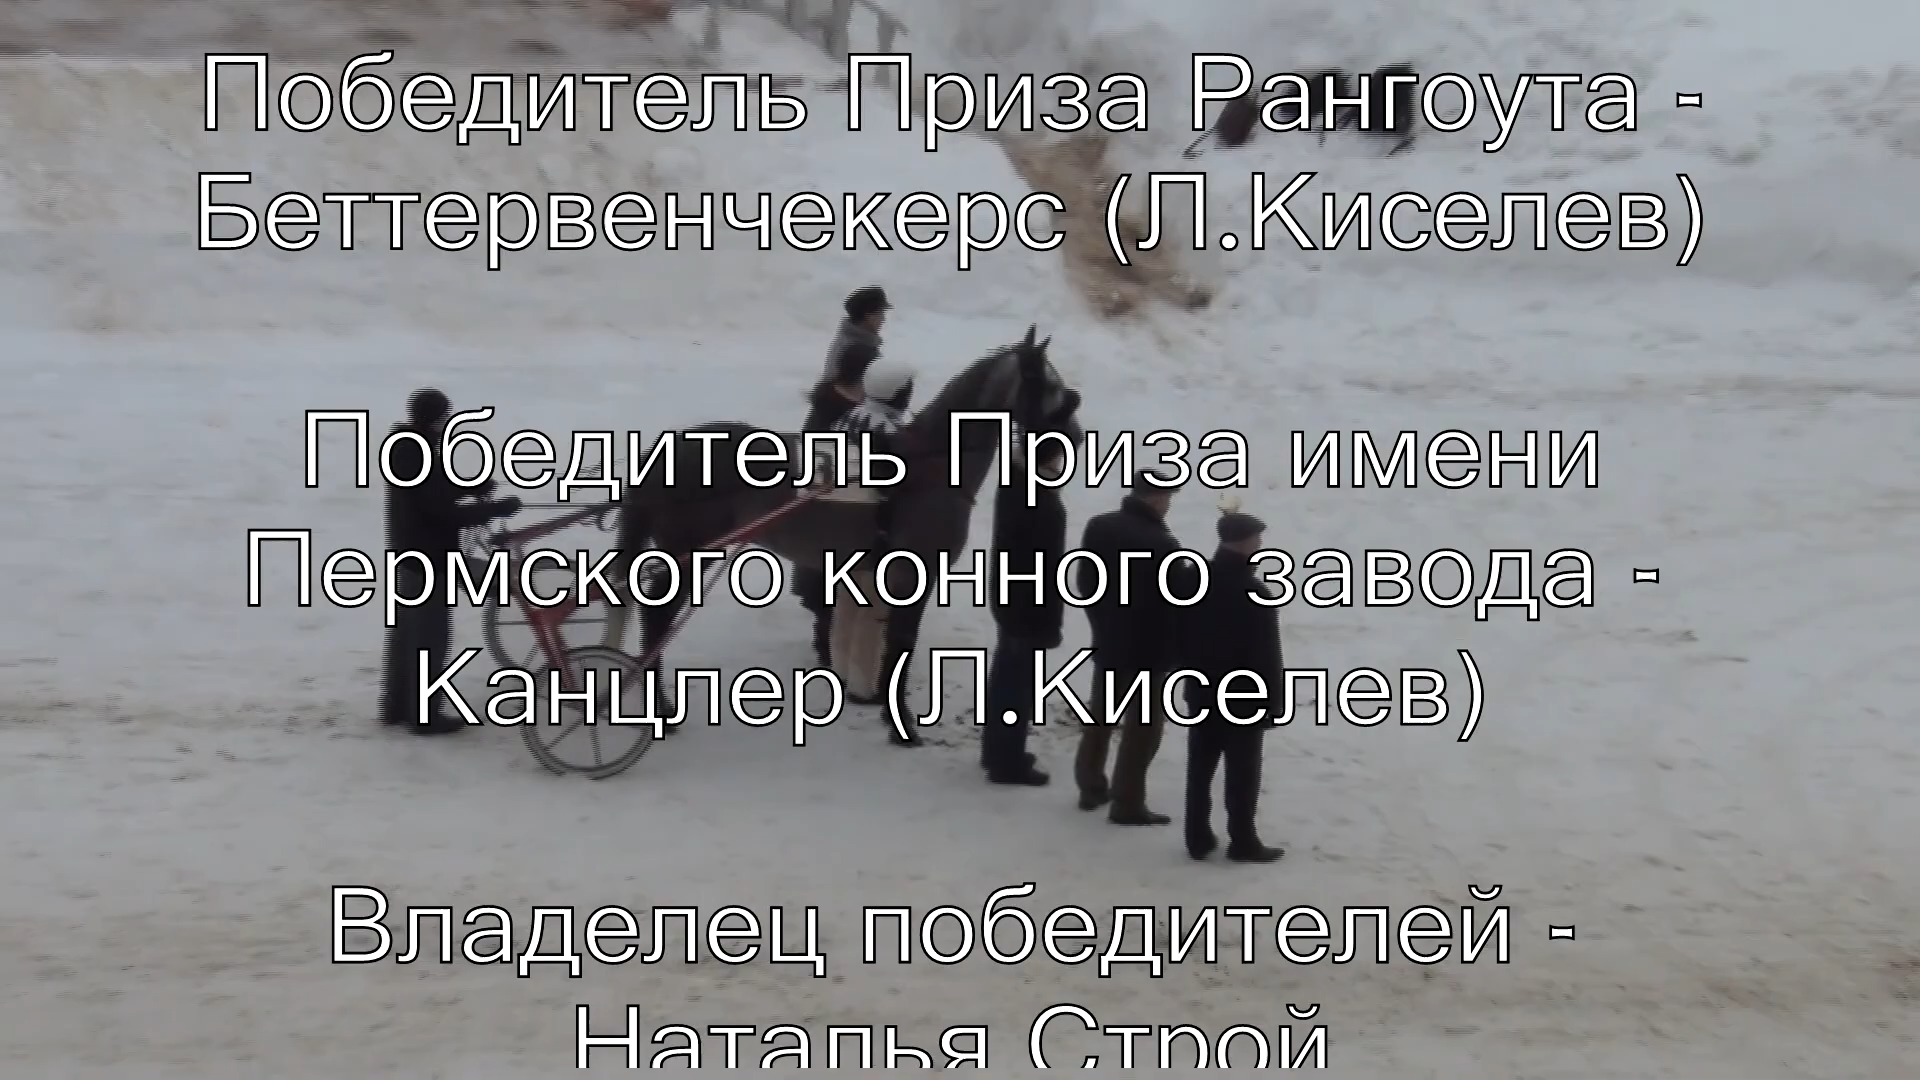 Победитель Приза Рангоута -
Беттервенчекерс (Л.Киселев)
Победитель Приза имени
Пермского конного завода -
Канцлер (Л.Киселев)
Владелец победителей -
Наталья Строй